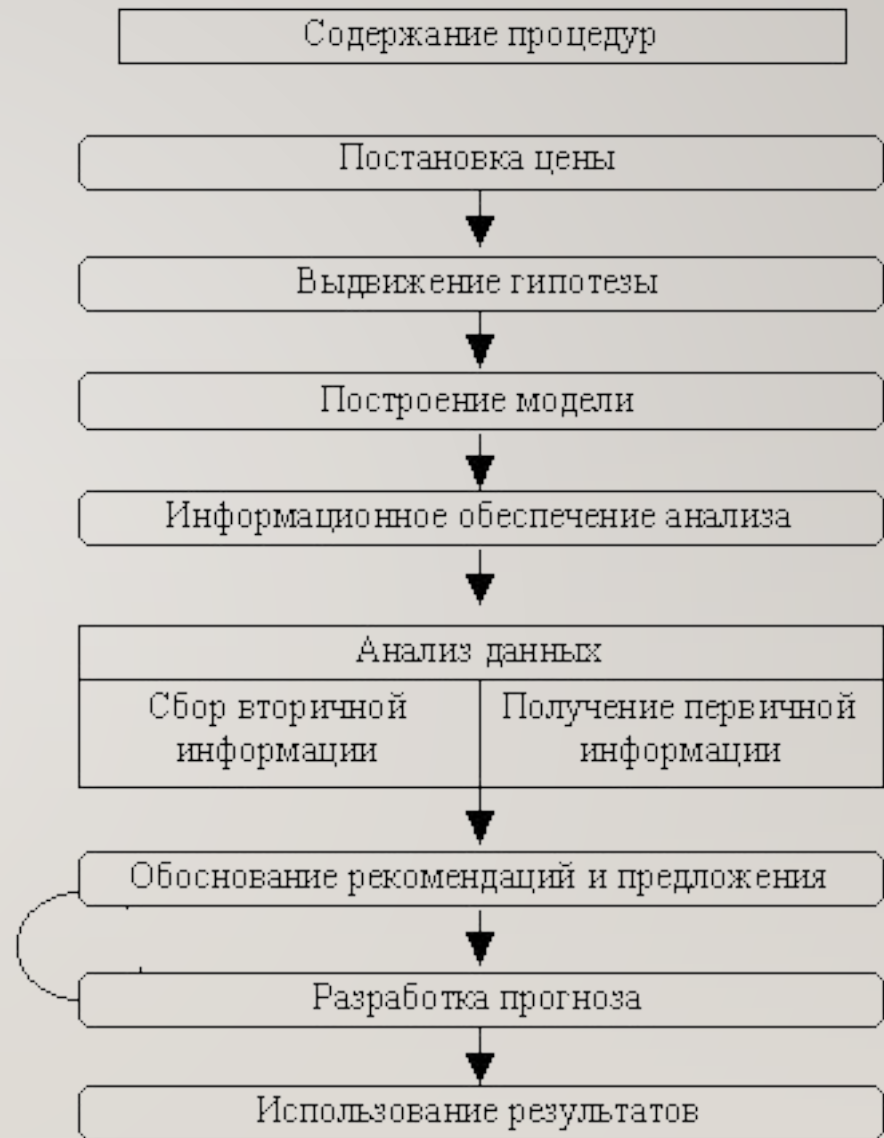 Содержание процедур
Постановка цены
Выдвижение гипотезы
Построение модели
Информационное обеспечение анализа
Анализ данных
Сбор вторичной
информации
Получение первичной
информации
Обоснование рекомендаций и предложения
Разработка прогноза
Использование результатов